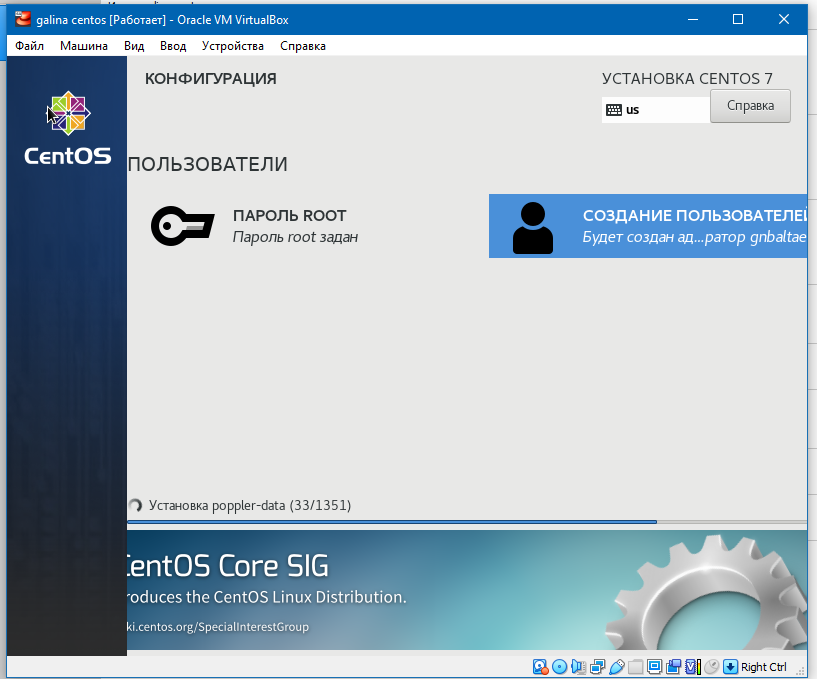 galina centos [Работает] - Oracle VM VirtualBox
Файл Машина Вид Ввод Устройства Справка
КОНФИГУРАЦИЯ
УСТАНОВКА CENTOS 7
us
Справка
CentOS
ПОЛЬЗОВАТЕЛИ
ПАРОЛЬ ROOT
Пароль root задан
СОЗДАНИЕ ПОЛЬЗОВАТЕЛЕЙ
Будет создан ад...ратор gnbaltae
Установка poppler-data (33/1351)
CentOS Core SIG
roduces the CentOS Linux Distribution.
ki.centos.org/SpecialInterestGroup
Right Ctrl